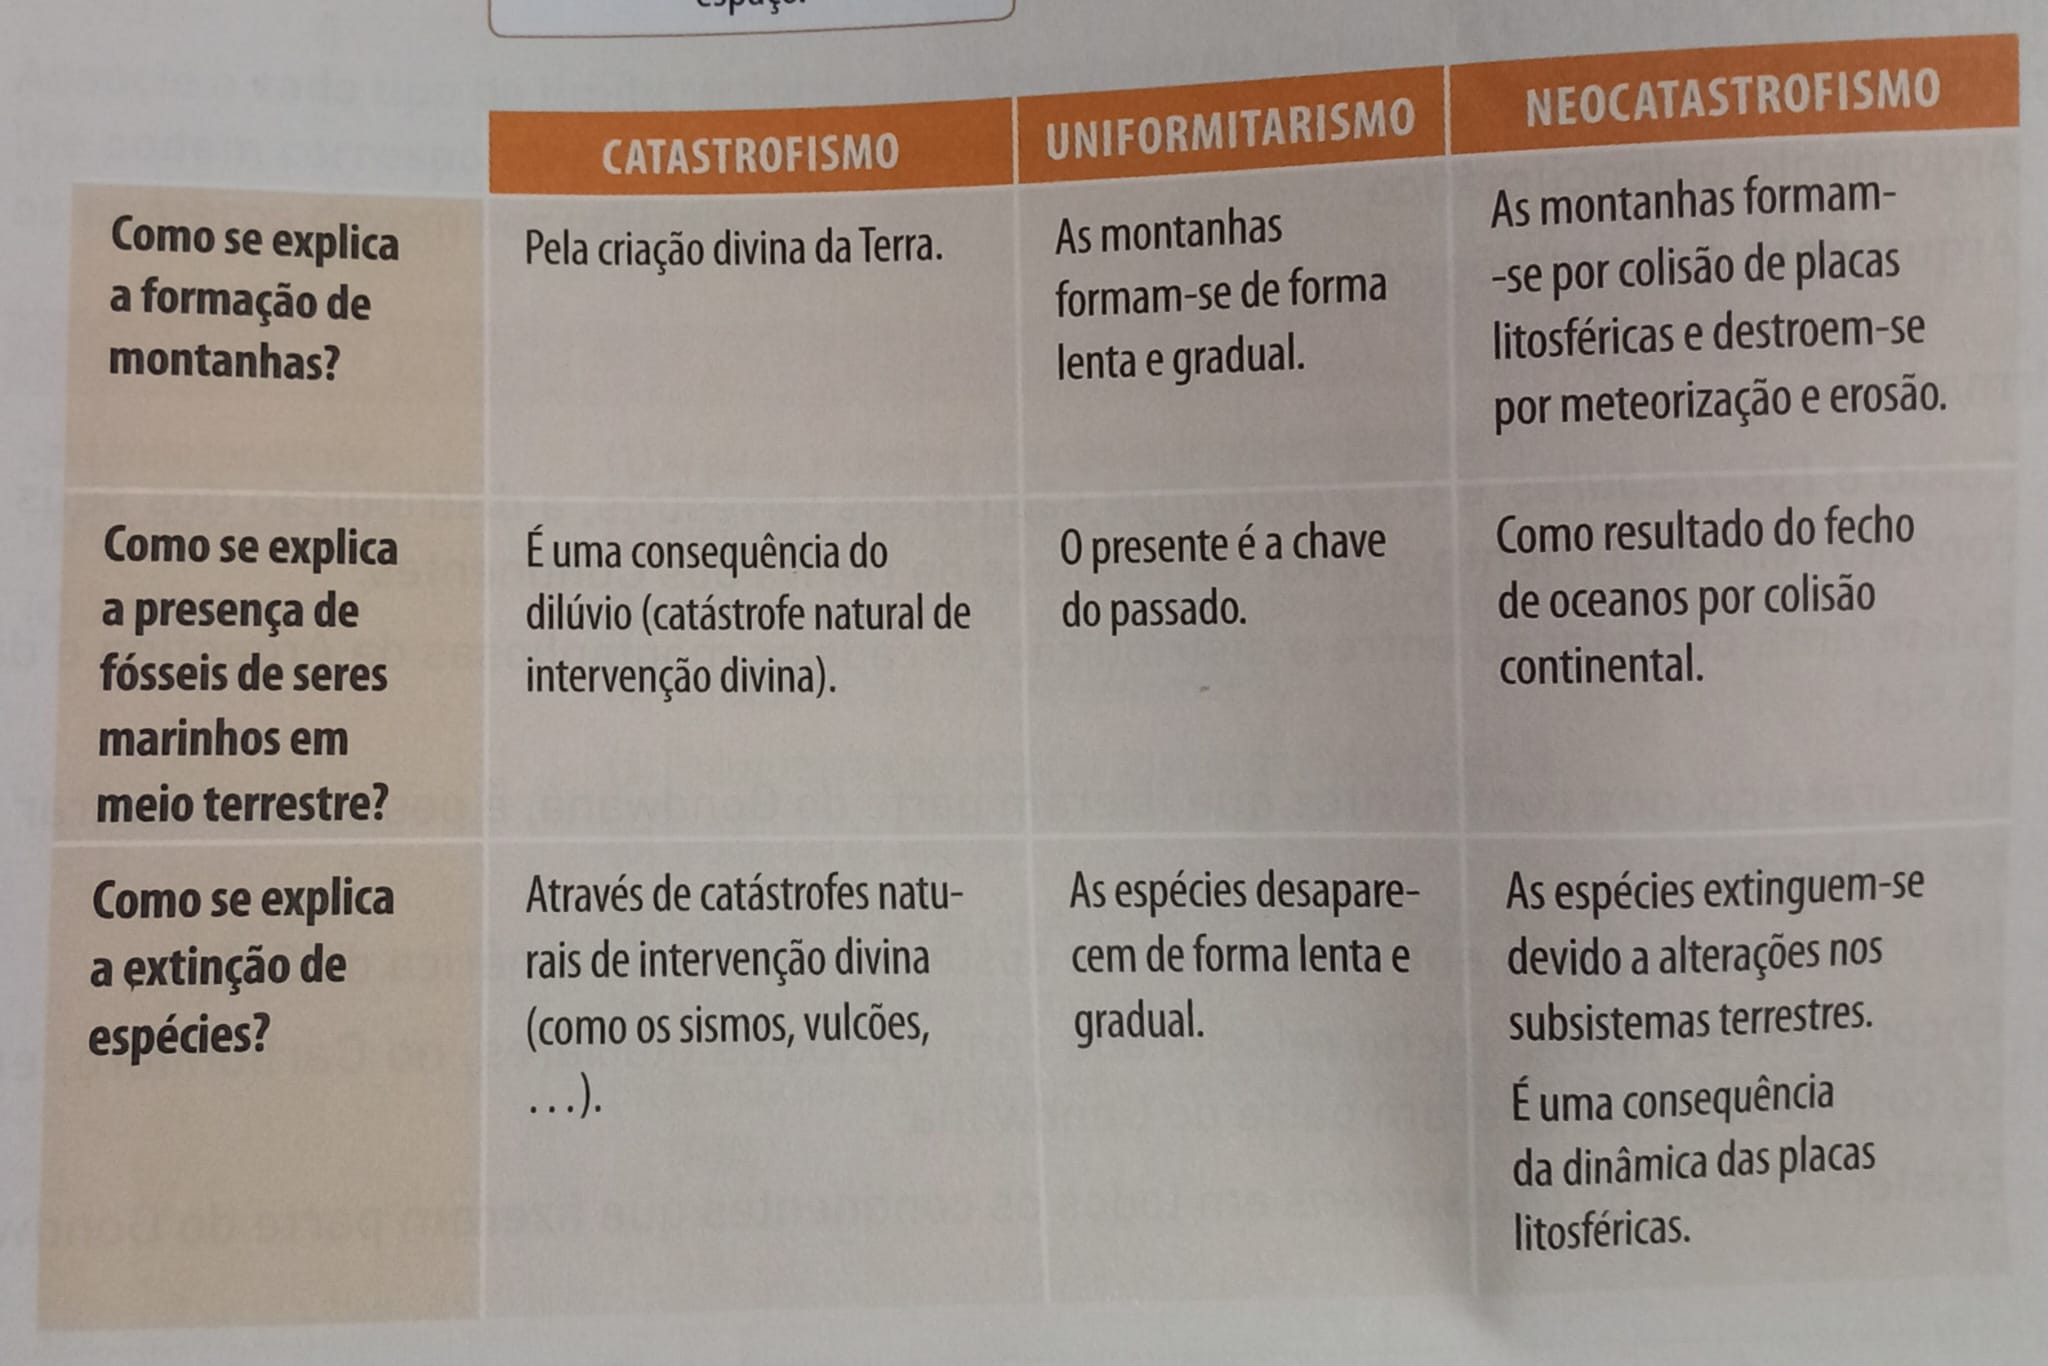 espaço.
CATASTROFISMO
UNIFORMITARISMO
NEOCATASTROFISMO
Como se explica
a formação de
montanhas?
Pela criação divina da Terra.
As montanhas
formam-se de forma
lenta e gradual.
As montanhas formam-
-se por colisão de placas
litosféricas e destroem-se
por meteorização e erosão.
Como se explica
a presença de
fósseis de seres
marinhos em
meio terrestre?
É uma consequência do
dilúvio (catástrofe natural de
intervenção divina).
O presente é a chave
do passado.
Como resultado do fecho
de oceanos por colisão
continental.
Como se explica
a extinção de
espécies?
Através de catástrofes natu-
rais de intervenção divina
(como os sismos, vulcões,
...).
As espécies desapare-
cem de forma lenta e
gradual.
As espécies extinguem-se
devido a alterações nos
subsistemas terrestres.
É uma consequência
da dinâmica das placas
litosféricas.